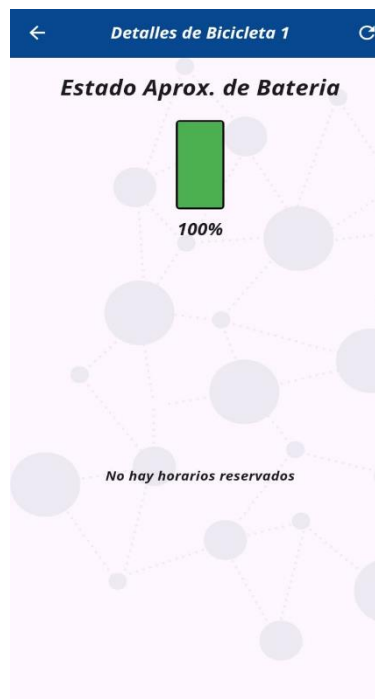 Detalles de Bicicleta 1
Estado Aprox. de Bateria
100%
No hay horarios reservados